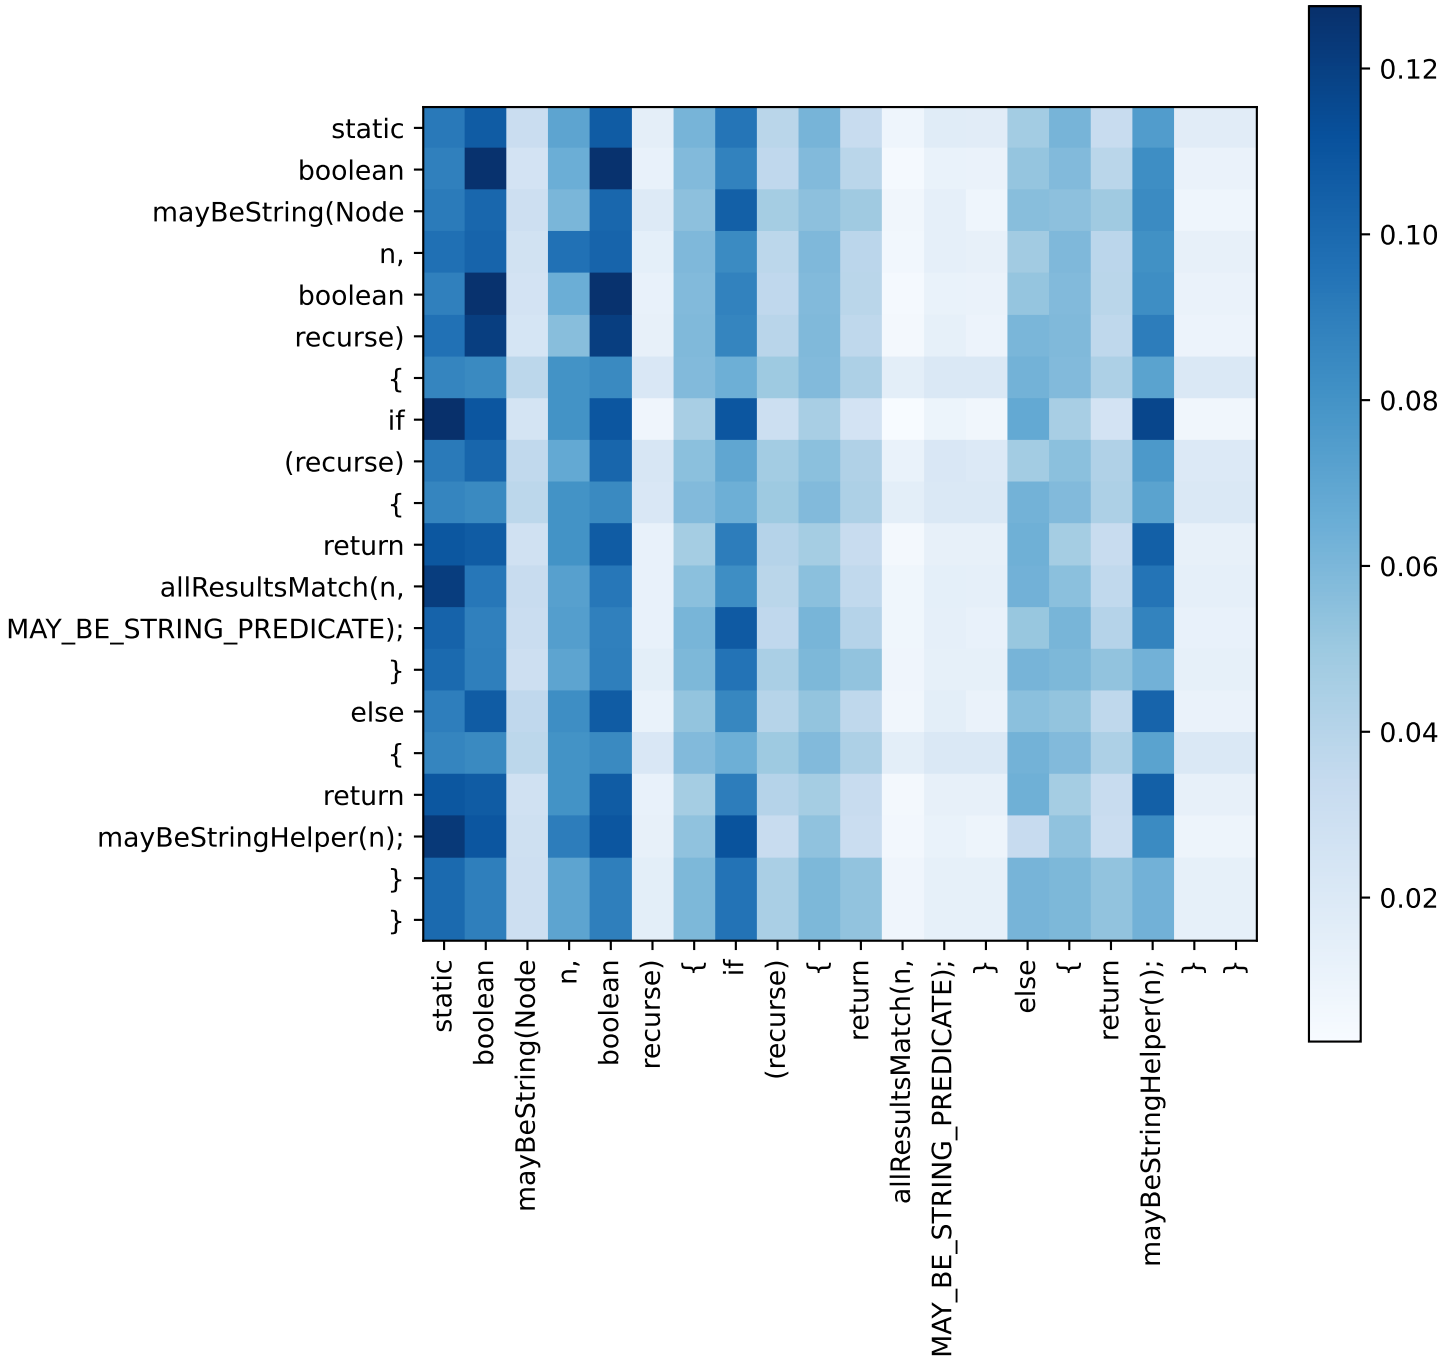 static
boolean
mayBeString(Node
n,
boolean
recurse)
{
if
(recurse)
{
return
allResultsMatch(n,
MAY_BE_STRING_PREDICATE);
}
else
{
return
mayBeStringHelper(n);
}
}
static
boolean
mayBeString(Node
n,
boolean
recurse)
{
if
(recurse)
{
return
allResultsMatch(n,
MAY_BE_STRING_PREDICATE);
}
else
{
return
mayBeStringHelper(n);
}
}
0.12
0.10
0.08
0.06
0.04
0.02